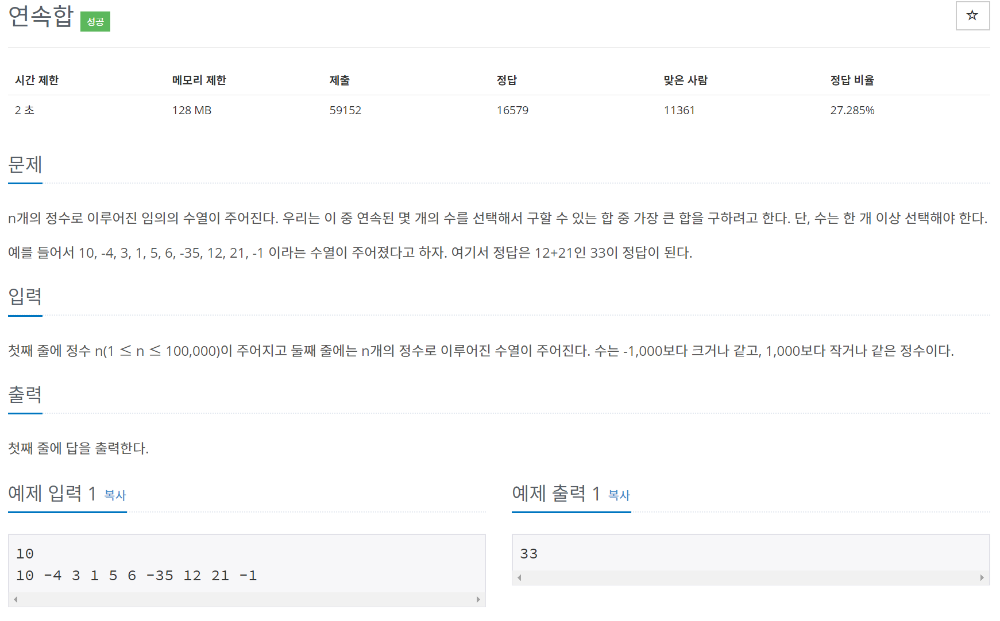 연속합 성공
☆
시간 제한 메모리 제한 제출 정답 맞은 사람 정답 비율
2 초 128 MB 59152 16579 11361 27.285%
문제
n개의 정수로 이루어진 임의의 수열이 주어진다. 우리는 이 중 연속된 몇 개의 수를 선택해서 구할 수 있는 합 중 가장 큰 합을 구하려고 한다. 단, 수는 한 개 이상 선택해야 한다.
예를 들어서 10, -4, 3, 1, 5, 6, -35, 12, 21, -1 이라는 수열이 주어졌다고 하자. 여기서 정답은 12+21인 33이 정답이 된다.
입력
첫째 줄에 정수 n(1 ≤ n ≤ 100,000)이 주어지고 둘째 줄에는 n개의 정수로 이루어진 수열이 주어진다. 수는 -1,000보다 크거나 같고, 1,000보다 작거나 같은 정수이다.
출력
첫째 줄에 답을 출력한다.
예제 입력 1 복사
10
10 -4 3 1 5 6 -35 12 21 -1
예제 출력 1 복사
33